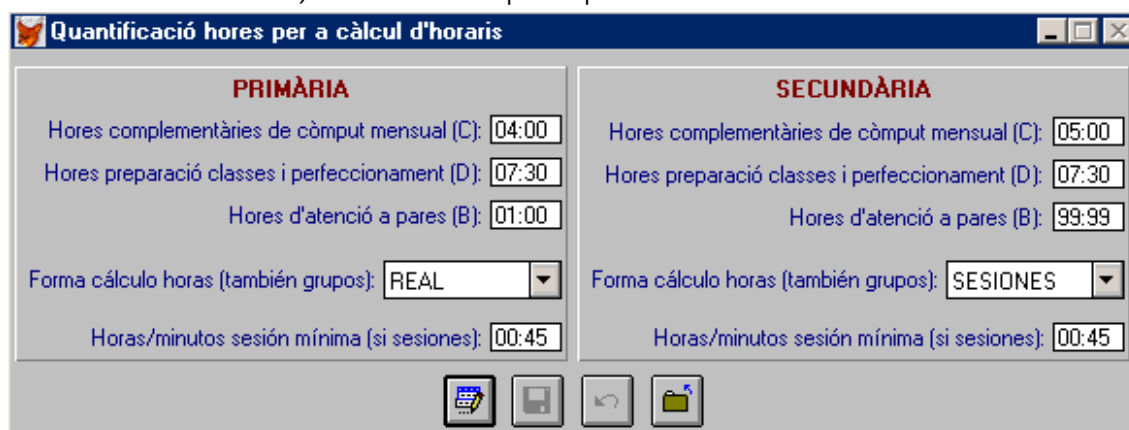 Quantificació hores per a càlcul d'horaris
PRIMÀRIA
Hores complementàries de còmput mensual (C): 04:00
Hores preparació classes i perfeccionament (D): 07:30
Hores d'atenció a pares (B): 01:00
Forma cálculo horas (también grupos): REAL
Horas/minutos sesión mínima (si sesiones): 00:45
SECUNDÀRIA
Hores complementàries de còmput mensual (C): 05:00
Hores preparació classes i perfeccionament (D): 07:30
Hores d'atenció a pares (B): 99:99
Forma cálculo horas (también grupos): SESIONES
Horas/minutos sesión mínima (si sesiones): 00:45